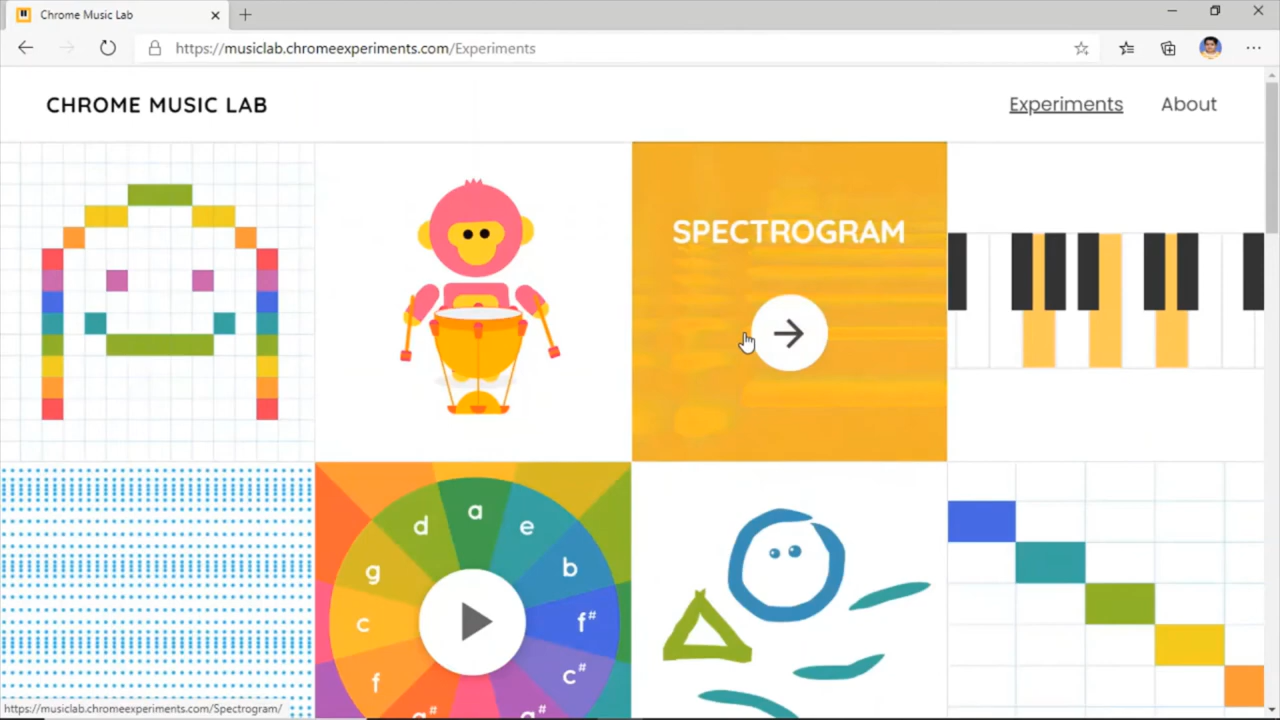 Chrome Music Lab
https://musiclab.chromeexperiments.com/Experiments
CHROME MUSIC LAB
Experiments About
SPECTROGRAM
d a e
g b
c f#
f c#
https://musiclab.chromeexperiments.com/Spectrogram/